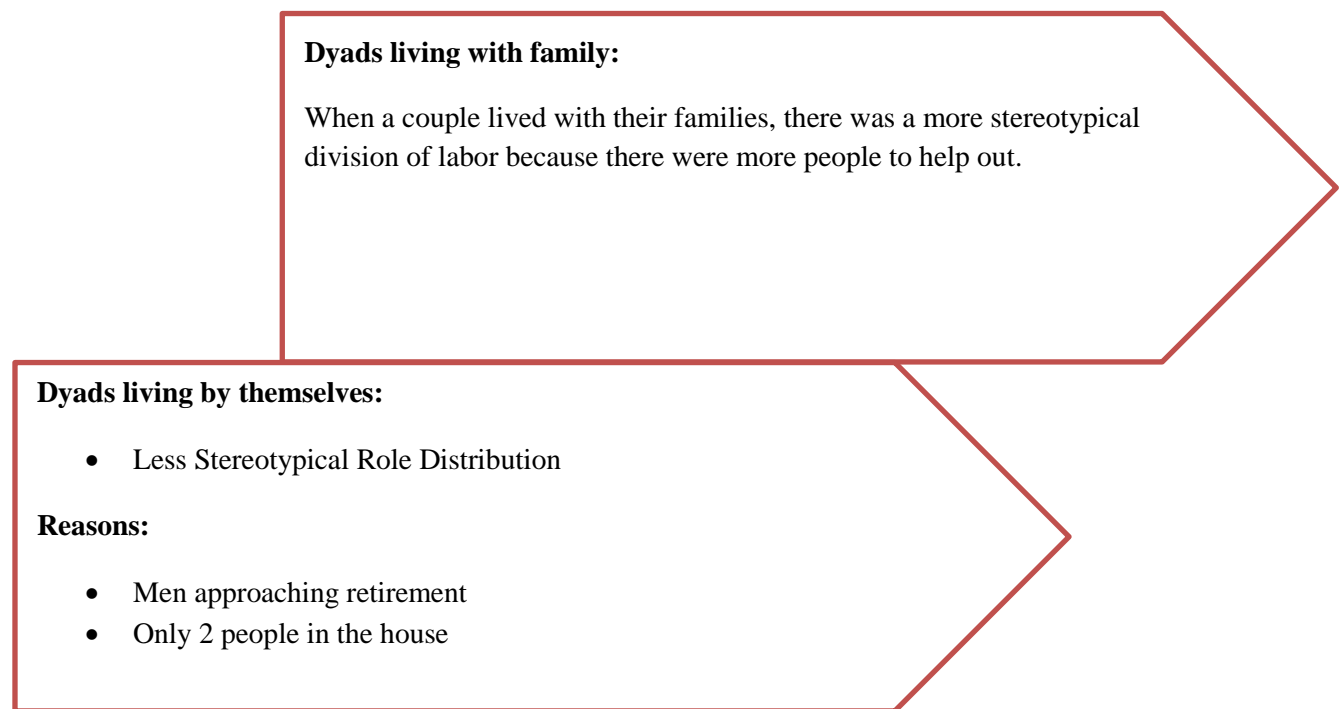 Dyads living with family:
When a couple lived with their families, there was a more stereotypical
division of labor because there were more people to help out.
Dyads living by themselves:
• Less Stereotypical Role Distribution
Reasons:
• Men approaching retirement
• Only 2 people in the house